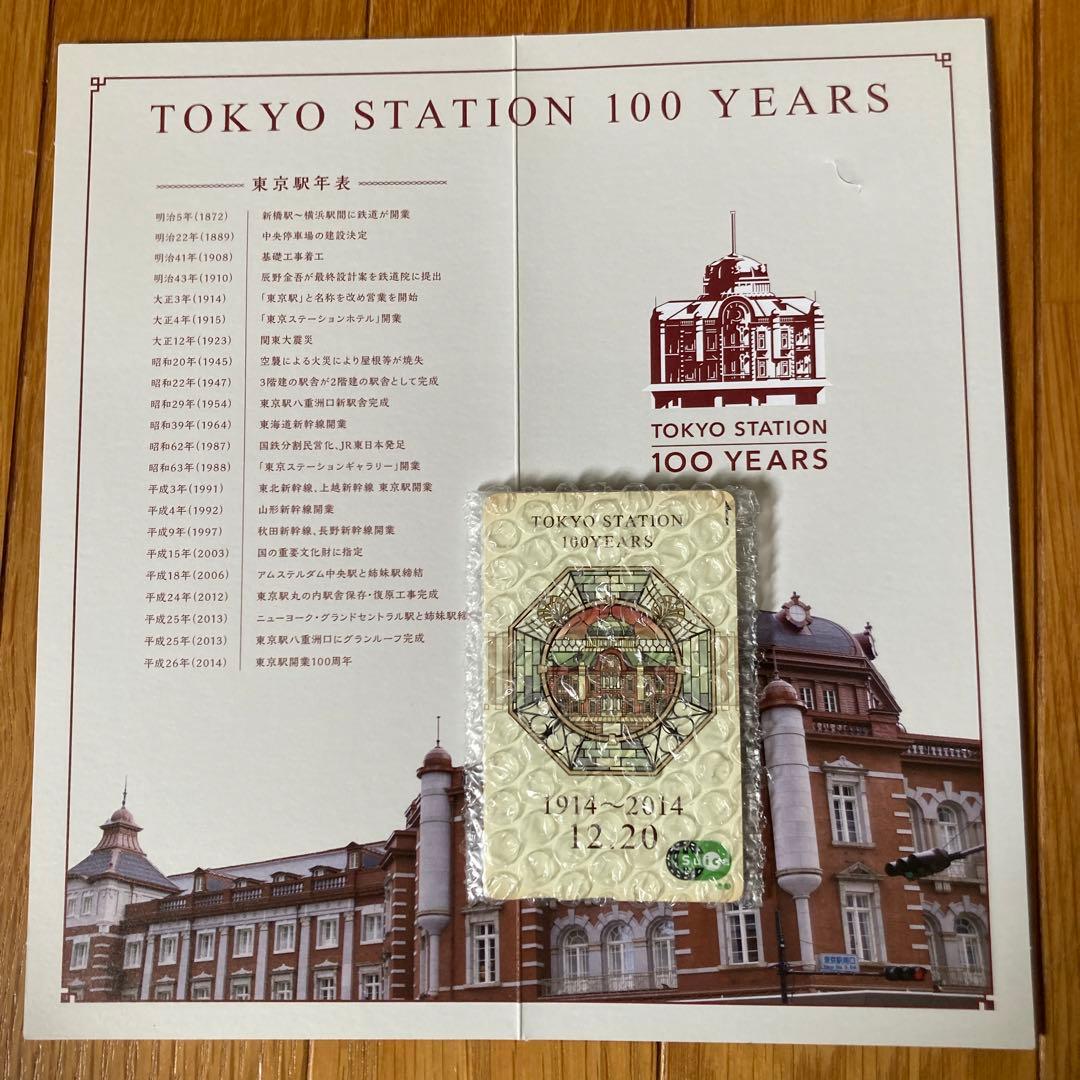 TOKYO STATION 100 YEARS
東京駅年表
明治5年(1872) 新橋駅～横浜駅間に鉄道が開業
明治22年(1889) 中央停車場の建設決定
明治41年(1908) 基礎工事着工
明治43年(1910) 辰野金吾が最終設計案を鉄道院に提出
大正3年(1914) 「東京駅」と名称を改め営業を開始
大正4年(1915) 「東京ステーションホテル」開業
大正12年(1923) 関東大震災
昭和20年(1945) 空襲による火災により屋根等が焼失
昭和22年(1947) 3階建の駅舎が2階建の駅舎として完成
昭和29年(1954) 東京駅八重洲口新駅舎完成
昭和39年(1964) 東海道新幹線開業
昭和62年(1987) 国鉄分割民営化、JR東日本発足
昭和63年(1988) 「東京ステーションギャラリー」開業
平成3年(1991) 東北新幹線、上越新幹線 東京駅開業
平成4年(1992) 山形新幹線開業
平成9年(1997) 秋田新幹線、長野新幹線開業
平成15年(2003) 国の重要文化財に指定
平成18年(2006) アムステルダム中央駅と姉妹駅締結
平成24年(2012) 東京駅丸の内駅舎保存・復原工事完成
平成25年(2013) ニューヨーク・グランドセントラル駅と姉妹駅締
平成25年(2013) 東京駅八重洲口にグランルーフ完成
平成26年(2014) 東京駅開業100周年
TOKYO STATION
100 YEARS
TOKYO STATION
100YEARS
1914～2014
12.20
Suica
東京駅南口